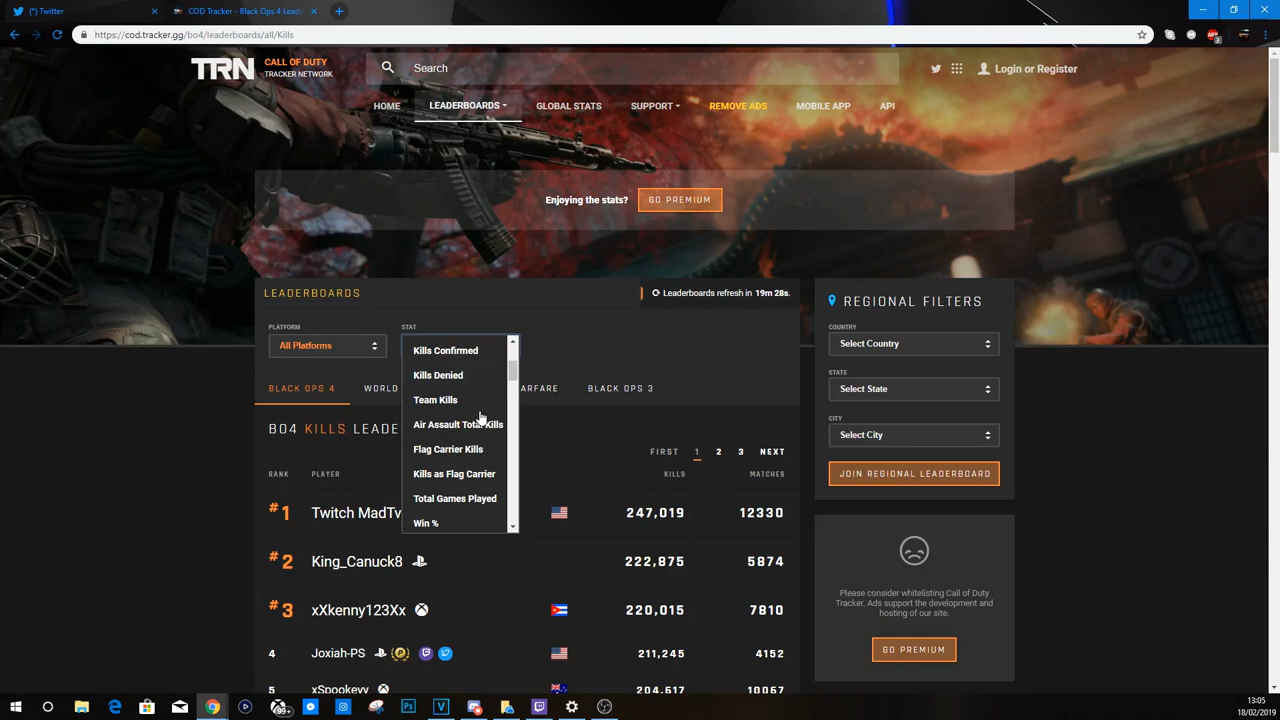 (*) Twitter
COD Tracker - Black Ops 4 Leade
https://cod.tracker.gg/bo4/leaderboards/all/Kills
TRN CALL OF DUTY
TRACKER NETWORK
Search
Login or Register
HOME LEADERBOARDS GLOBAL STATS SUPPORT REMOVE ADS MOBILE APP API
Enjoying the stats? GO PREMIUM
LEADERBOARDS
Leaderboards refresh in 19m 28s.
PLATFORM STAT
All Platforms
Kills Confirmed
Kills Denied
Team Kills
Air Assault Total Kills
Flag Carrier Kills
Kills as Flag Carrier
Total Games Played
Win %
BLACK OPS 4 WORLD ARFARE BLACK OPS 3
BO4 KILLS LEADE
FIRST 1 2 3 NEXT
RANK PLAYER KILLS MATCHES
#1 Twitch MadTv 247,019 12330
#2 King_Canuck8 222,875 5874
#3 xXkenny123Xx 220,015 7810
4 Joxiah-PS 211,245 4152
5 xSpookevv 204,617 10067
REGIONAL FILTERS
COUNTRY
Select Country
STATE
Select State
CITY
Select City
JOIN REGIONAL LEADERBOARD
Please consider whitelisting Call of Duty
Tracker. Ads support the development and
hosting of our site.
GO PREMIUM
99+
13:05
18/02/2019